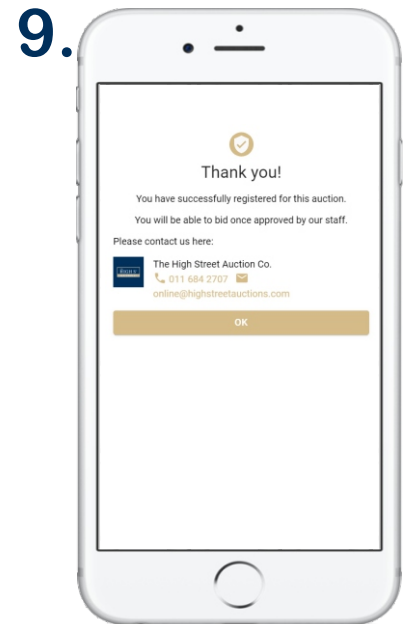 9.
Thank you!
You have successfully registered for this auction.
You will be able to bid once approved by our staff.
Please contact us here:
The High Street Auction Co.
011 684 2707
online@highstreetauctions.com
OK